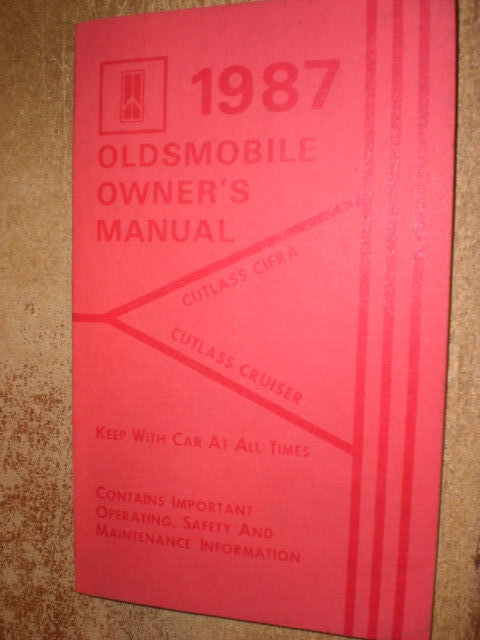 1987
OLDSMOBILE
OWNER'S
MANUAL
CUTLASS CIERA
CUTLASS CRUISER
KEEP WITH CAR AT ALL TIMES
CONTAINS IMPORTANT
OPERATING, SAFETY AND
MAINTENANCE INFORMATION